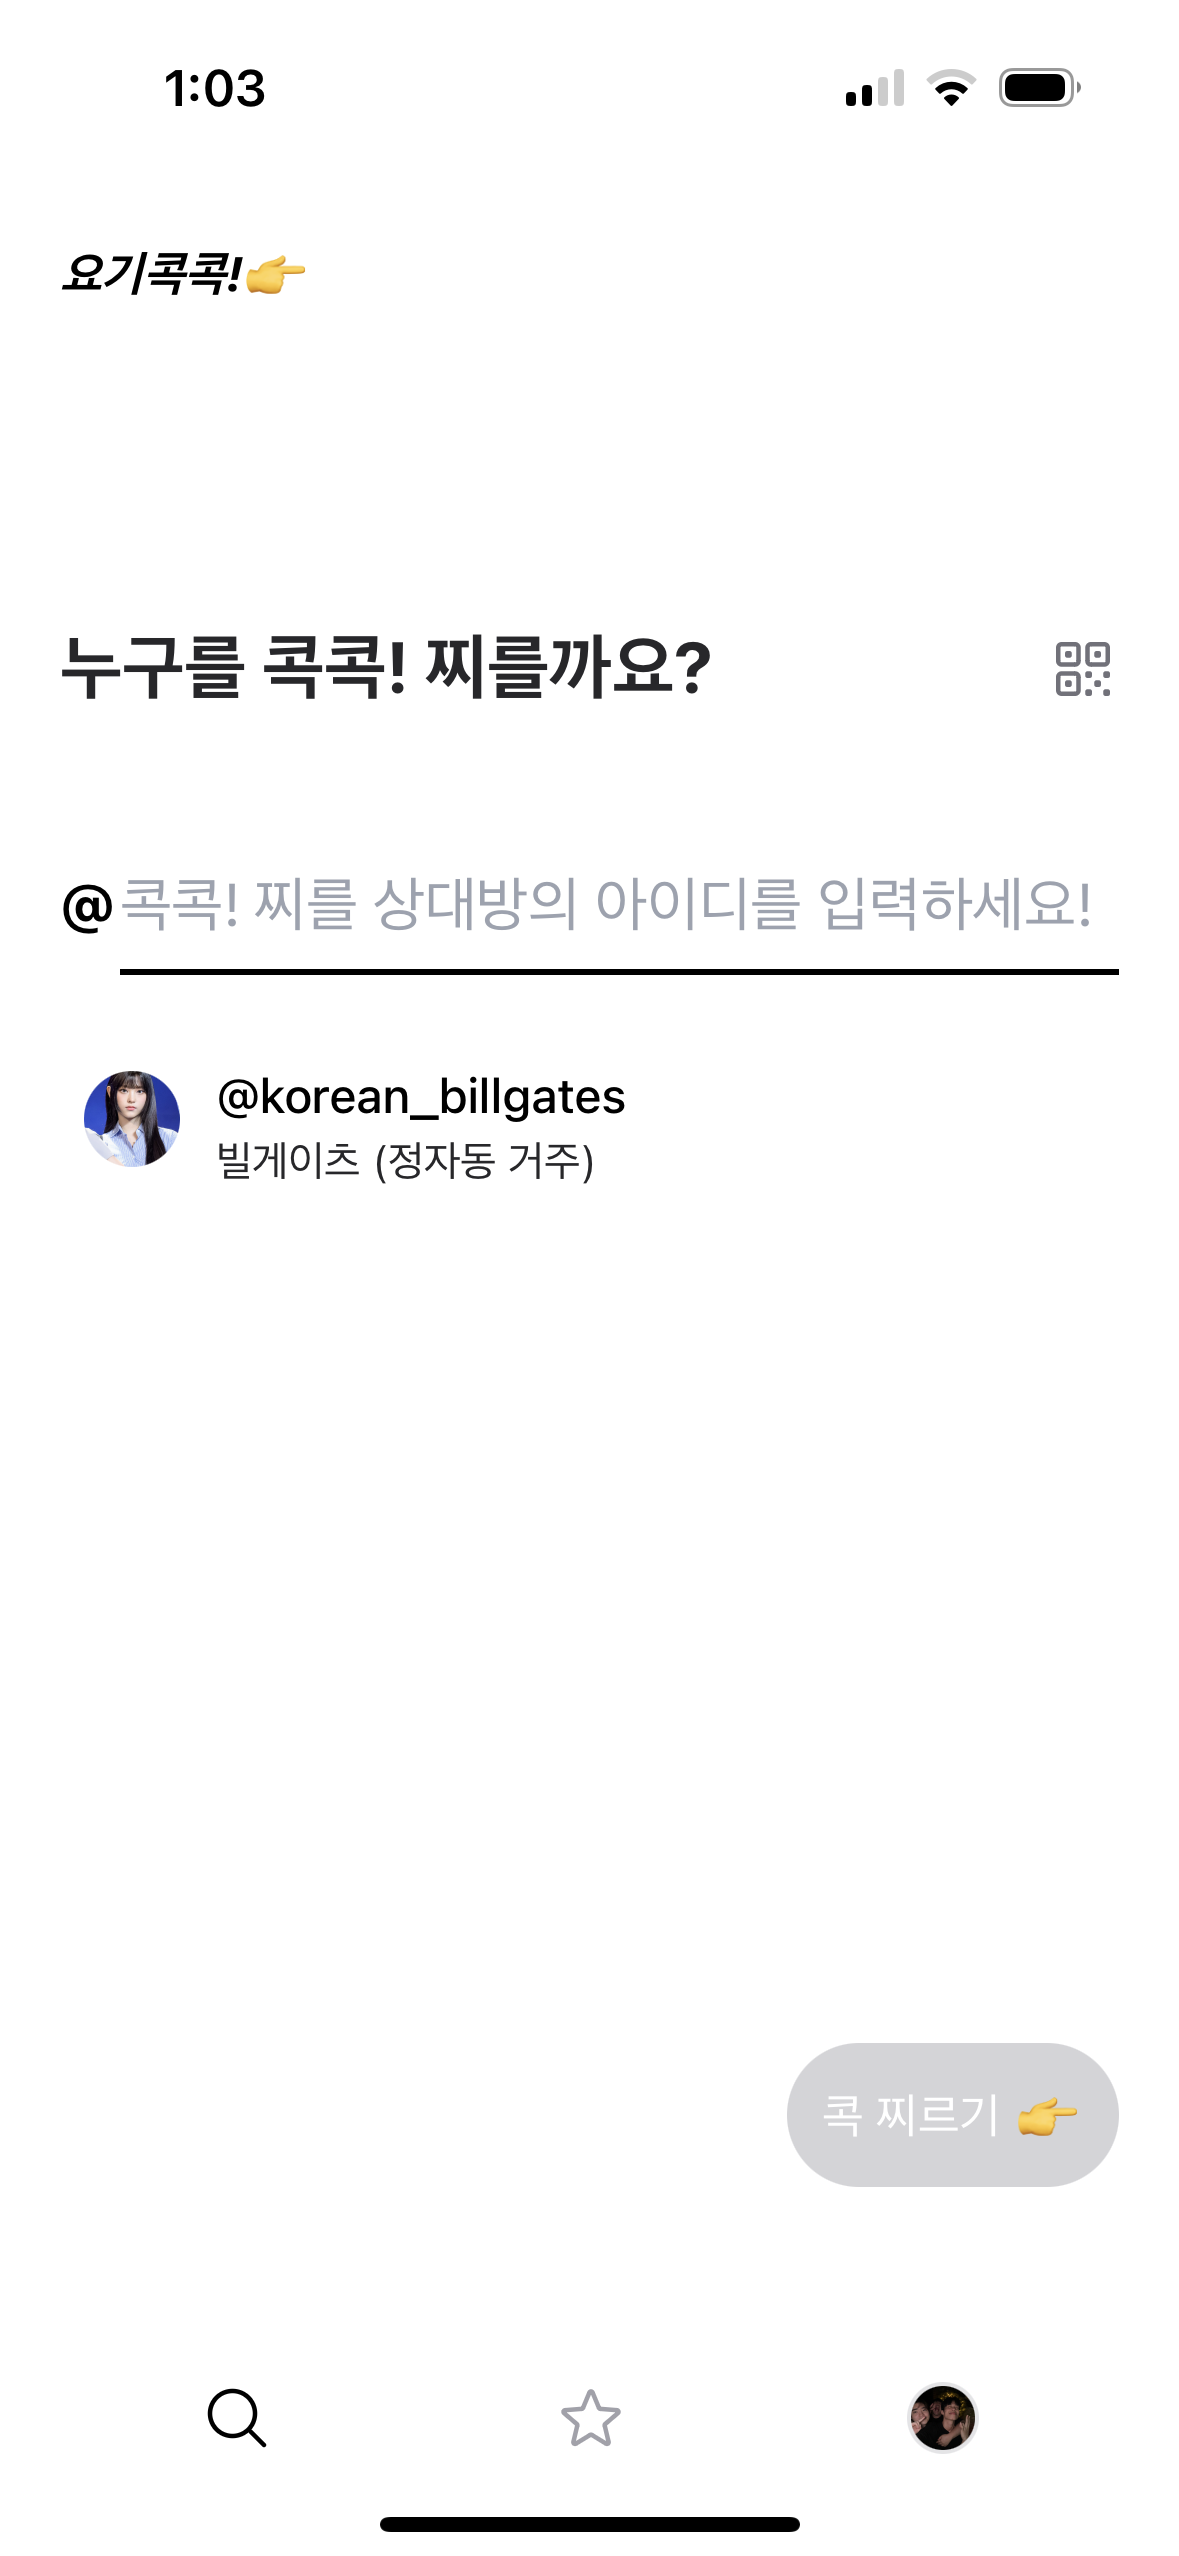 1:03
요기콕콕!👉
누구를 콕콕! 찌를까요?
@콕콕! 찌를 상대방의 아이디를 입력하세요!
@korean_billgates
빌게이츠 (정자동 거주)
콕 찌르기 👉